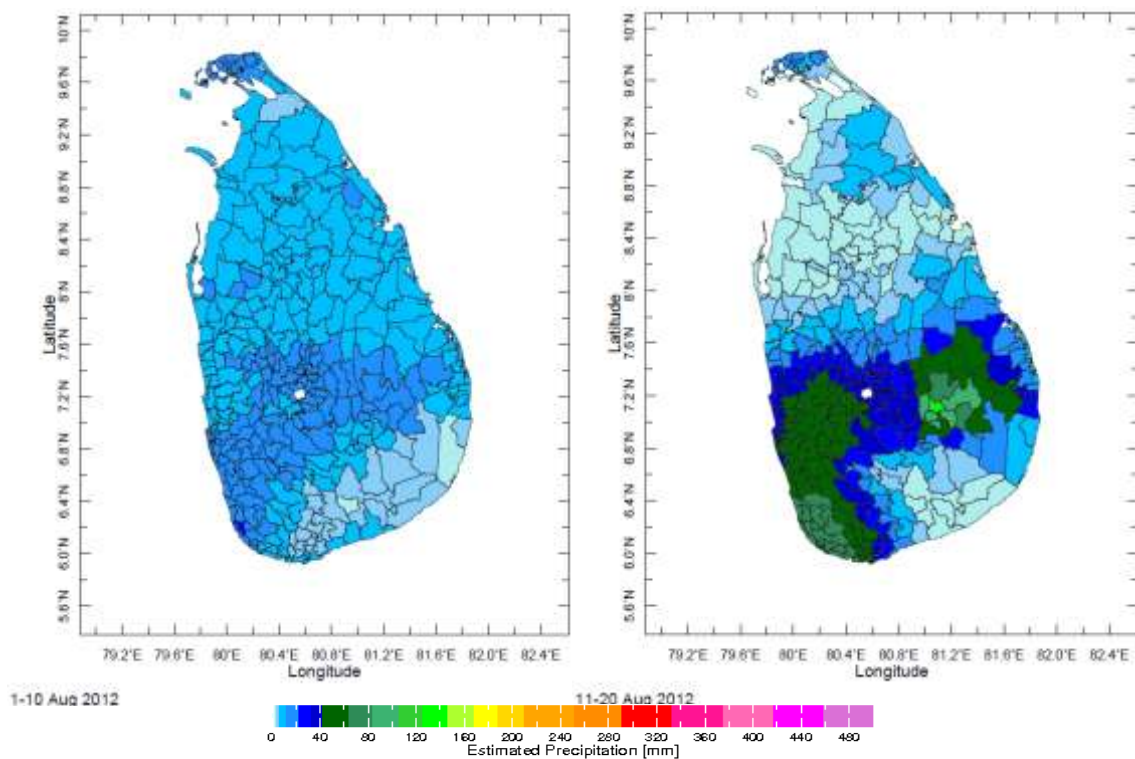 10°N 10°N
9.6°N 9.6°N
9.2°N 9.2°N
8.8°N 8.8°N
8.4°N 8.4°N
8°N 8°N
7.6°N 7.6°N
7.2°N 7.2°N
6.8°N 6.8°N
6.4°N 6.4°N
6.0°N 6.0°N
5.6°N 5.6°N
Latitude Latitude
79.2°E 79.6°E 80°E 80.4°E 80.8°E 81.2°E 81.6°E 82.0°E 82.4°E 79.2°E 79.6°E 80°E 80.4°E 80.8°E 81.2°E 81.6°E 82.0°E 82.4°E
Longitude Longitude
1-10 Aug 2012 11-20 Aug 2012
0 40 80 120 160 200 240 280 320 360 400 440 480
Estimated Precipitation [mm]